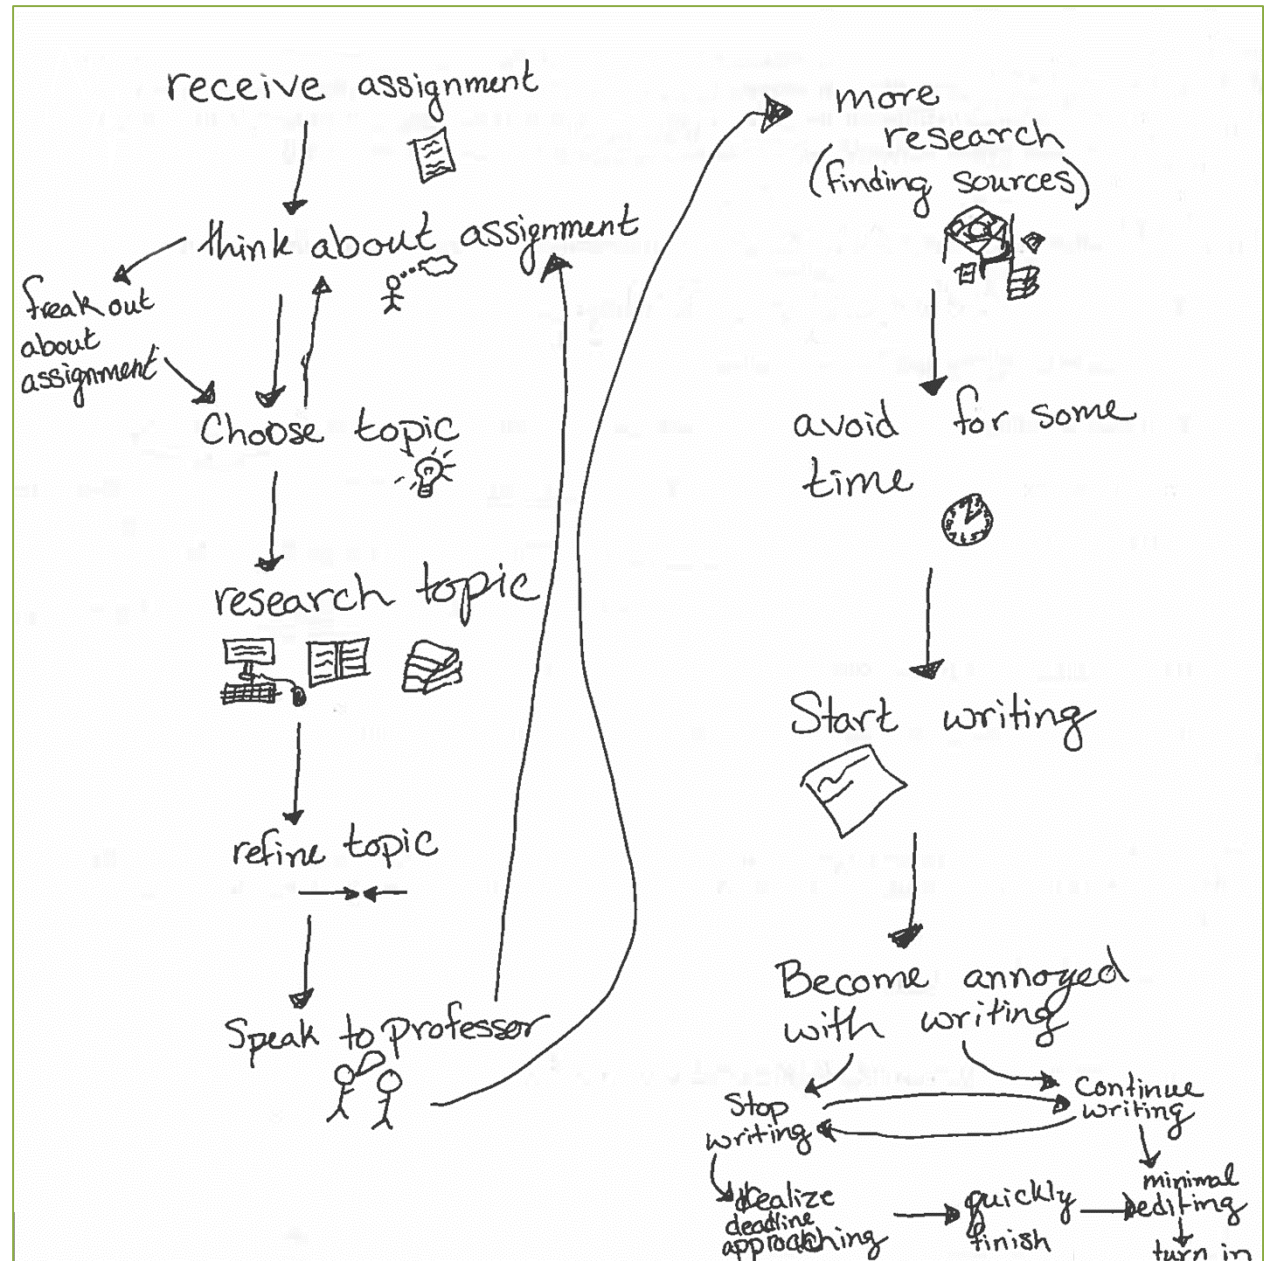 receive assignment
think about assignment
freak out
about
assignment
Choose topic
research topic
refine topic
Speak to professor
more
research
(finding sources)
avoid for some
time
Start writing
Become annoyed
with writing
Stop
writing
continue
writing
Realize
deadline
approaching
quickly
finish
minimal
editing
turn in